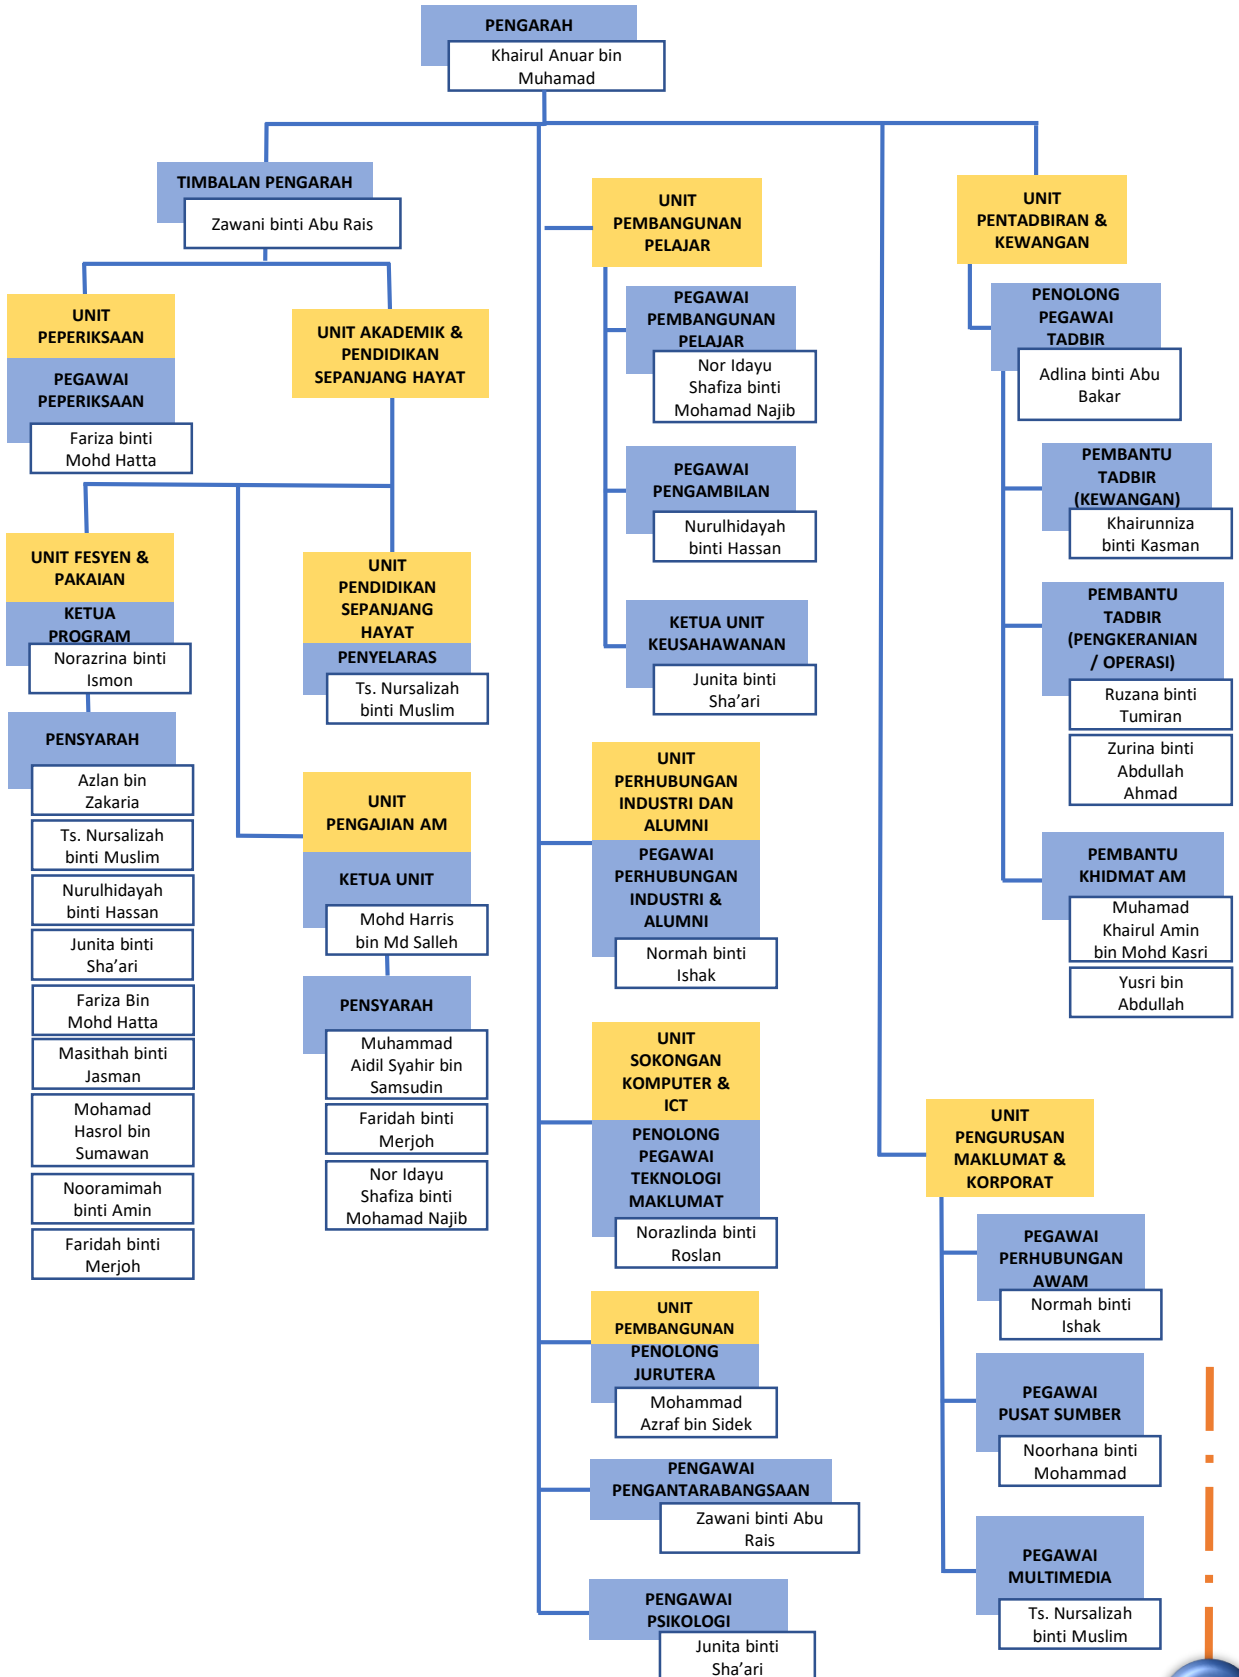 PENGARAH
Khairul Anuar bin
Muhamad
TIMBALAN PENGARAH
Zawani binti Abu Rais
UNIT
PEPERIKSAAN
PEGAWAI
PEPERIKSAAN
Fariza binti
Mohd Hatta
UNIT AKADEMIK &
PENDIDIKAN
SEPANJANG HAYAT
UNIT FESYEN &
PAKAIAN
KETUA
PROGRAM
Norazrina binti
Ismon
PENSYARAH
Azlan bin
Zakaria
Ts. Nursalizah
binti Muslim
Nurulhidayah
binti Hassan
Junita binti
Sha’ari
Fariza Bin
Mohd Hatta
Masithah binti
Jasman
Mohamad
Hasrol bin
Sumawan
Nooramimah
binti Amin
Faridah binti
Merjoh
UNIT
PENDIDIKAN
SEPANJANG
HAYAT
PENYELARAS
Ts. Nursalizah
binti Muslim
UNIT
PENGAJIAN AM
KETUA UNIT
Mohd Harris
bin Md Salleh
PENSYARAH
Muhammad
Aidil Syahir bin
Samsudin
Faridah binti
Merjoh
Nor Idayu
Shafiza binti
Mohamad Najib
UNIT
PEMBANGUNAN
PELAJAR
PEGAWAI
PEMBANGUNAN
PELAJAR
Nor Idayu
Shafiza binti
Mohamad Najib
PEGAWAI
PENGAMBILAN
Nurulhidayah
binti Hassan
KETUA UNIT
KEUSAHAWANAN
Junita binti
Sha’ari
UNIT
PERHUBUNGAN
INDUSTRI DAN
ALUMNI
PEGAWAI
PERHUBUNGAN
INDUSTRI &
ALUMNI
Normah binti
Ishak
UNIT
SOKONGAN
KOMPUTER &
ICT
PENOLONG
PEGAWAI
TEKNOLOGI
MAKLUMAT
Norazlinda binti
Roslan
UNIT
PEMBANGUNAN
PENOLONG
JURUTERA
Mohammad
Azraf bin Sidek
PENGAWAI
PENGANTARABANGSAAN
Zawani binti Abu
Rais
PENGAWAI
PSIKOLOGI
Junita binti
Sha’ari
UNIT
PENTADBIRAN &
KEWANGAN
PENOLONG
PEGAWAI
TADBIR
Adlina binti Abu
Bakar
PEMBANTU
TADBIR
(KEWANGAN)
Khairunniza
binti Kasman
PEMBANTU
TADBIR
(PENGKERANIAN
/ OPERASI)
Ruzana binti
Tumiran
Zurina binti
Abdullah
Ahmad
PEMBANTU
KHIDMAT AM
Muhamad
Khairul Amin
bin Mohd Kasri
Yusri bin
Abdullah
UNIT
PENGURUSAN
MAKLUMAT &
KORPORAT
PEGAWAI
PERHUBUNGAN
AWAM
Normah binti
Ishak
PEGAWAI
PUSAT SUMBER
Noorhana binti
Mohammad
PEGAWAI
MULTIMEDIA
Ts. Nursalizah
binti Muslim